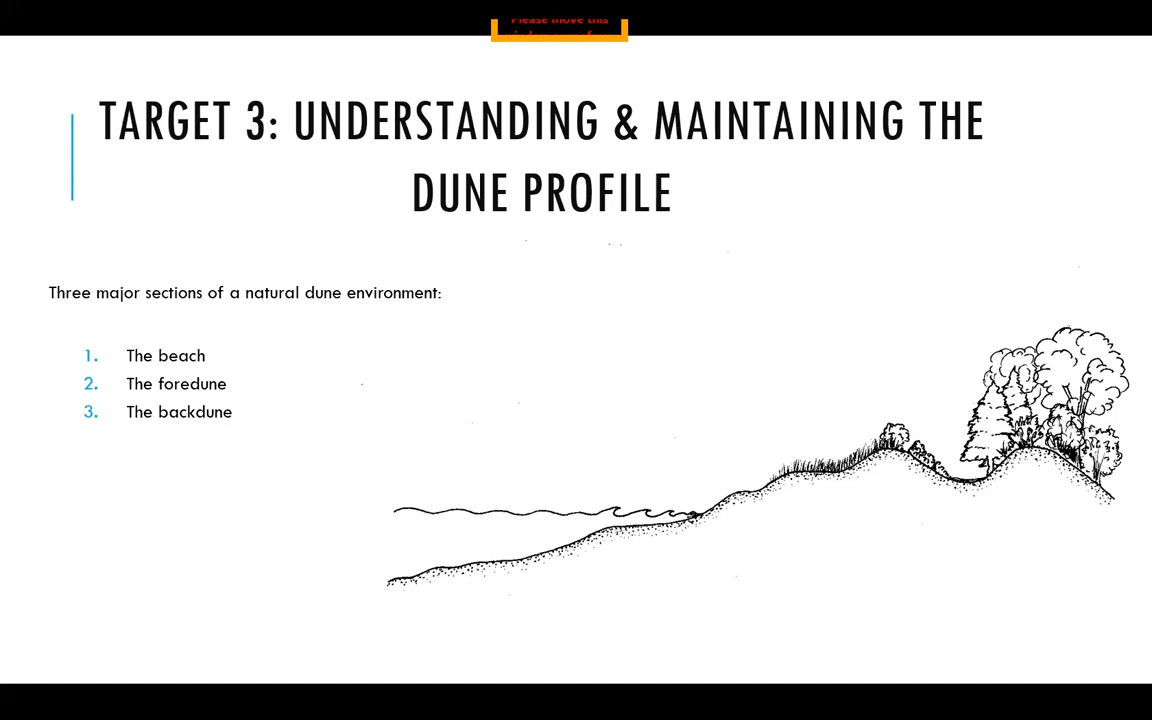 Please move this
TARGET 3: UNDERSTANDING & MAINTAINING THE
DUNE PROFILE
Three major sections of a natural dune environment:
1. The beach
2. The foredune
3. The backdune